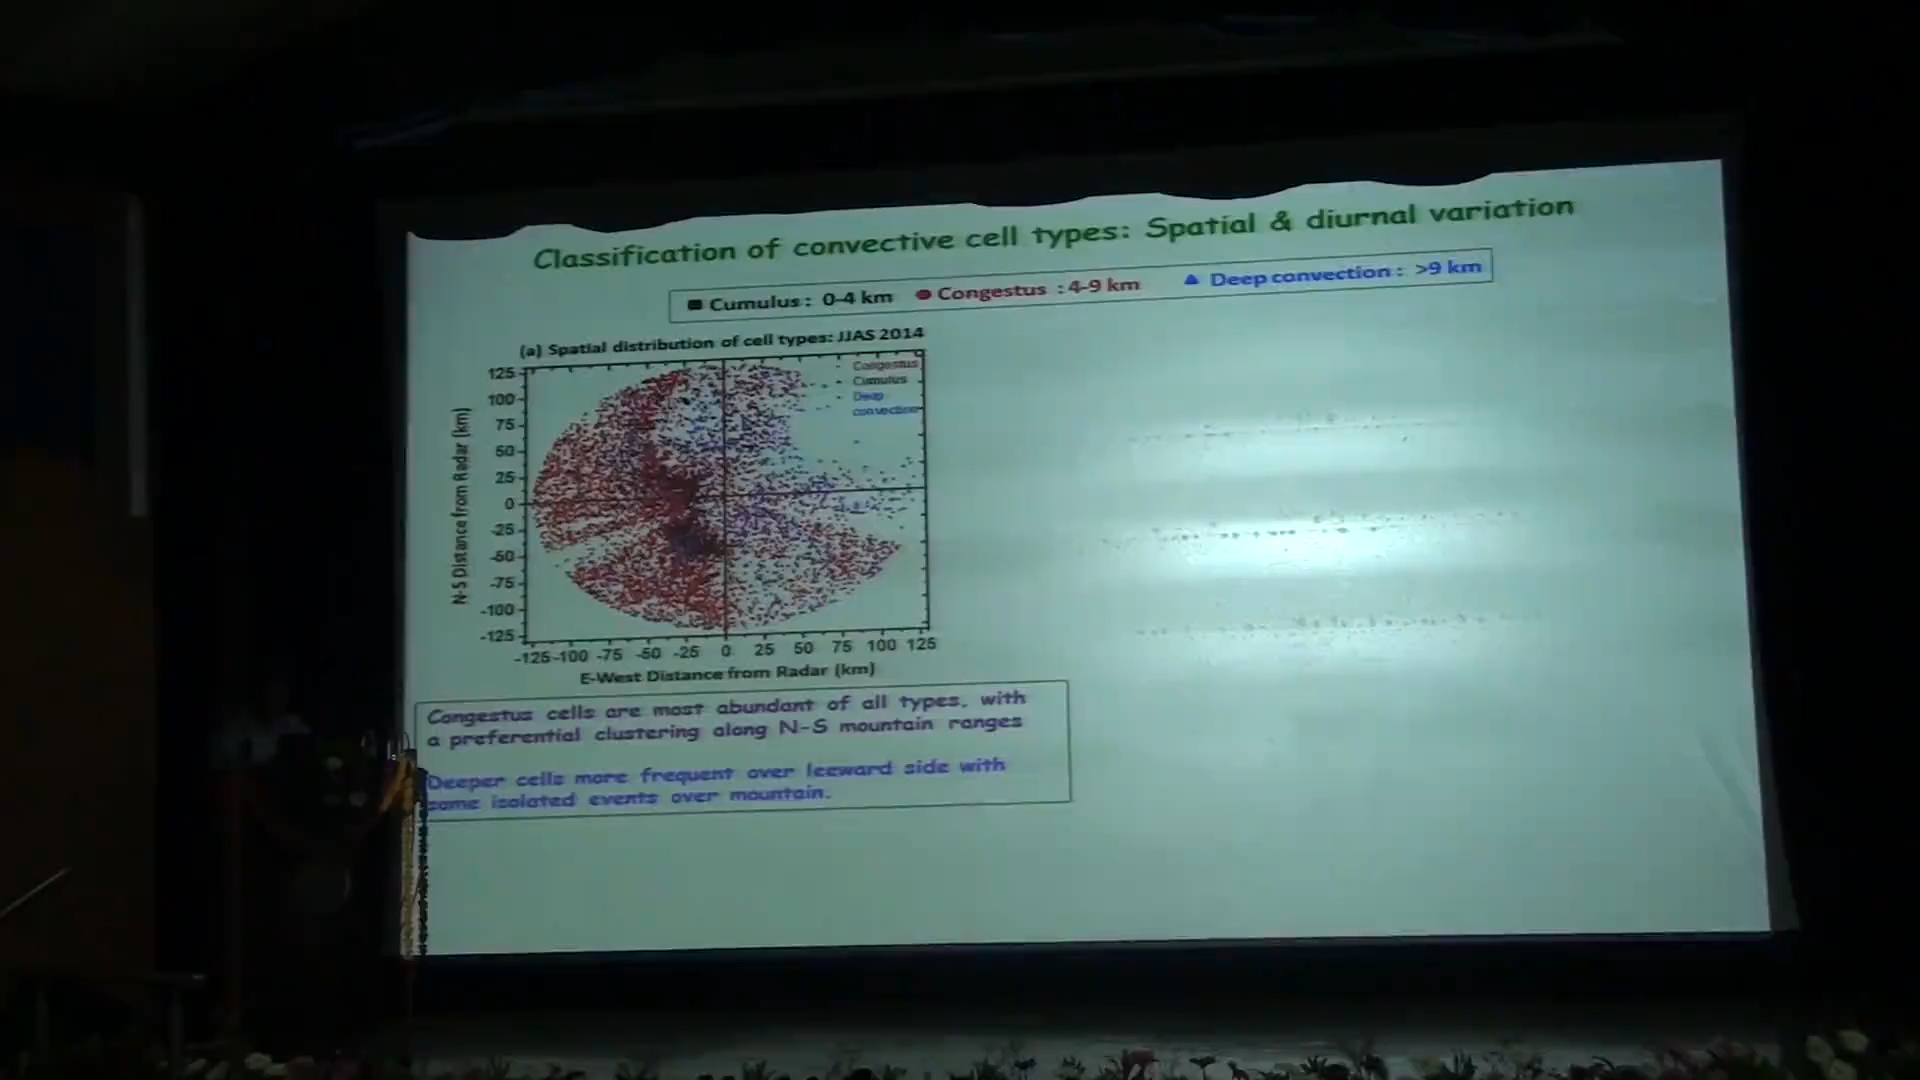 Classification of convective cell types: Spatial & diurnal variation
Cumulus : 0-4 km Congestus : 4-9 km Deep convection : >9 km
(a) Spatial distribution of cell types: JJAS 2014
Congestus
Cumulus
Deep
convection
125
100
75
50
25
0
-25
-50
-75
-100
-125
N-S Distance from Radar (km)
-125 -100 -75 -50 -25 0 25 50 75 100 125
E-West Distance from Radar (km)
Congestus cells are most abundant of all types, with
a preferential clustering along N-S mountain ranges
Deeper cells more frequent over leeward side with
some isolated events over mountain.